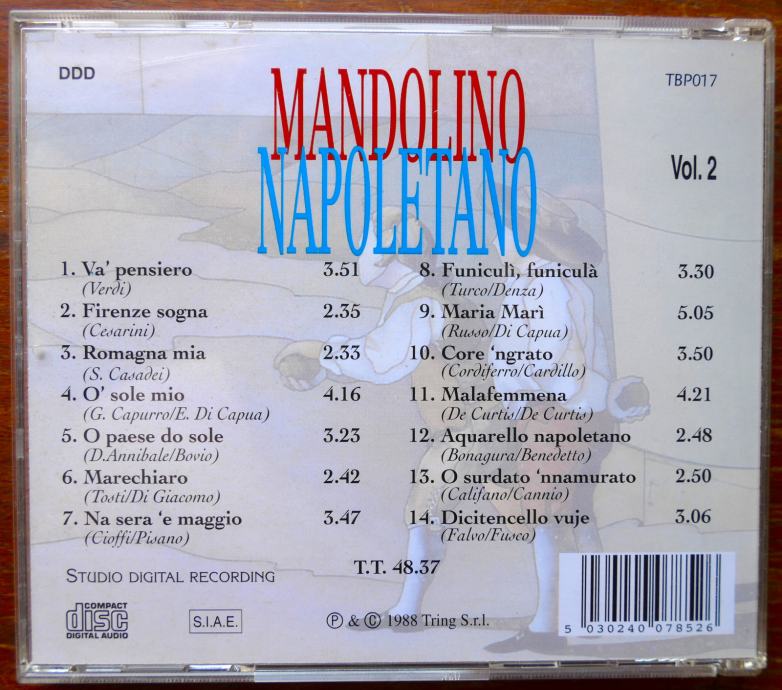 DDD
TBP017
MANDOLINO
NAPOLETANO
Vol. 2
1. Va' pensiero 3.51
(Verdi)
2. Firenze sogna 2.35
(Cesarini)
3. Romagna mia 2.33
(S. Casadei)
4. O' sole mio 4.16
(G. Capurro/E. Di Capua)
5. O paese do sole 3.23
(D.Annibale/Bovio)
6. Marechiaro 2.42
(Tosti/Di Giacomo)
7. Na sera 'e maggio 3.47
(Cioffi/Pisano)
8. Funiculì, funiculà 3.30
(Turco/Denza)
9. Maria Marì 5.05
(Russo/Di Capua)
10. Core 'ngrato 3.50
(Cordiferro/Cardillo)
11. Malafemmena 4.21
(De Curtis/De Curtis)
12. Aquarello napoletano 2.48
(Bonagura/Benedetto)
13. O surdato 'nnamurato 2.50
(Califano/Cannio)
14. Dicitencello vuje 3.06
(Falvo/Fusco)
T.T. 48.37
STUDIO DIGITAL RECORDING
COMPACT
disc
DIGITAL AUDIO
S.I.A.E.
℗ & © 1988 Tring S.r.l.
5 030240 078526